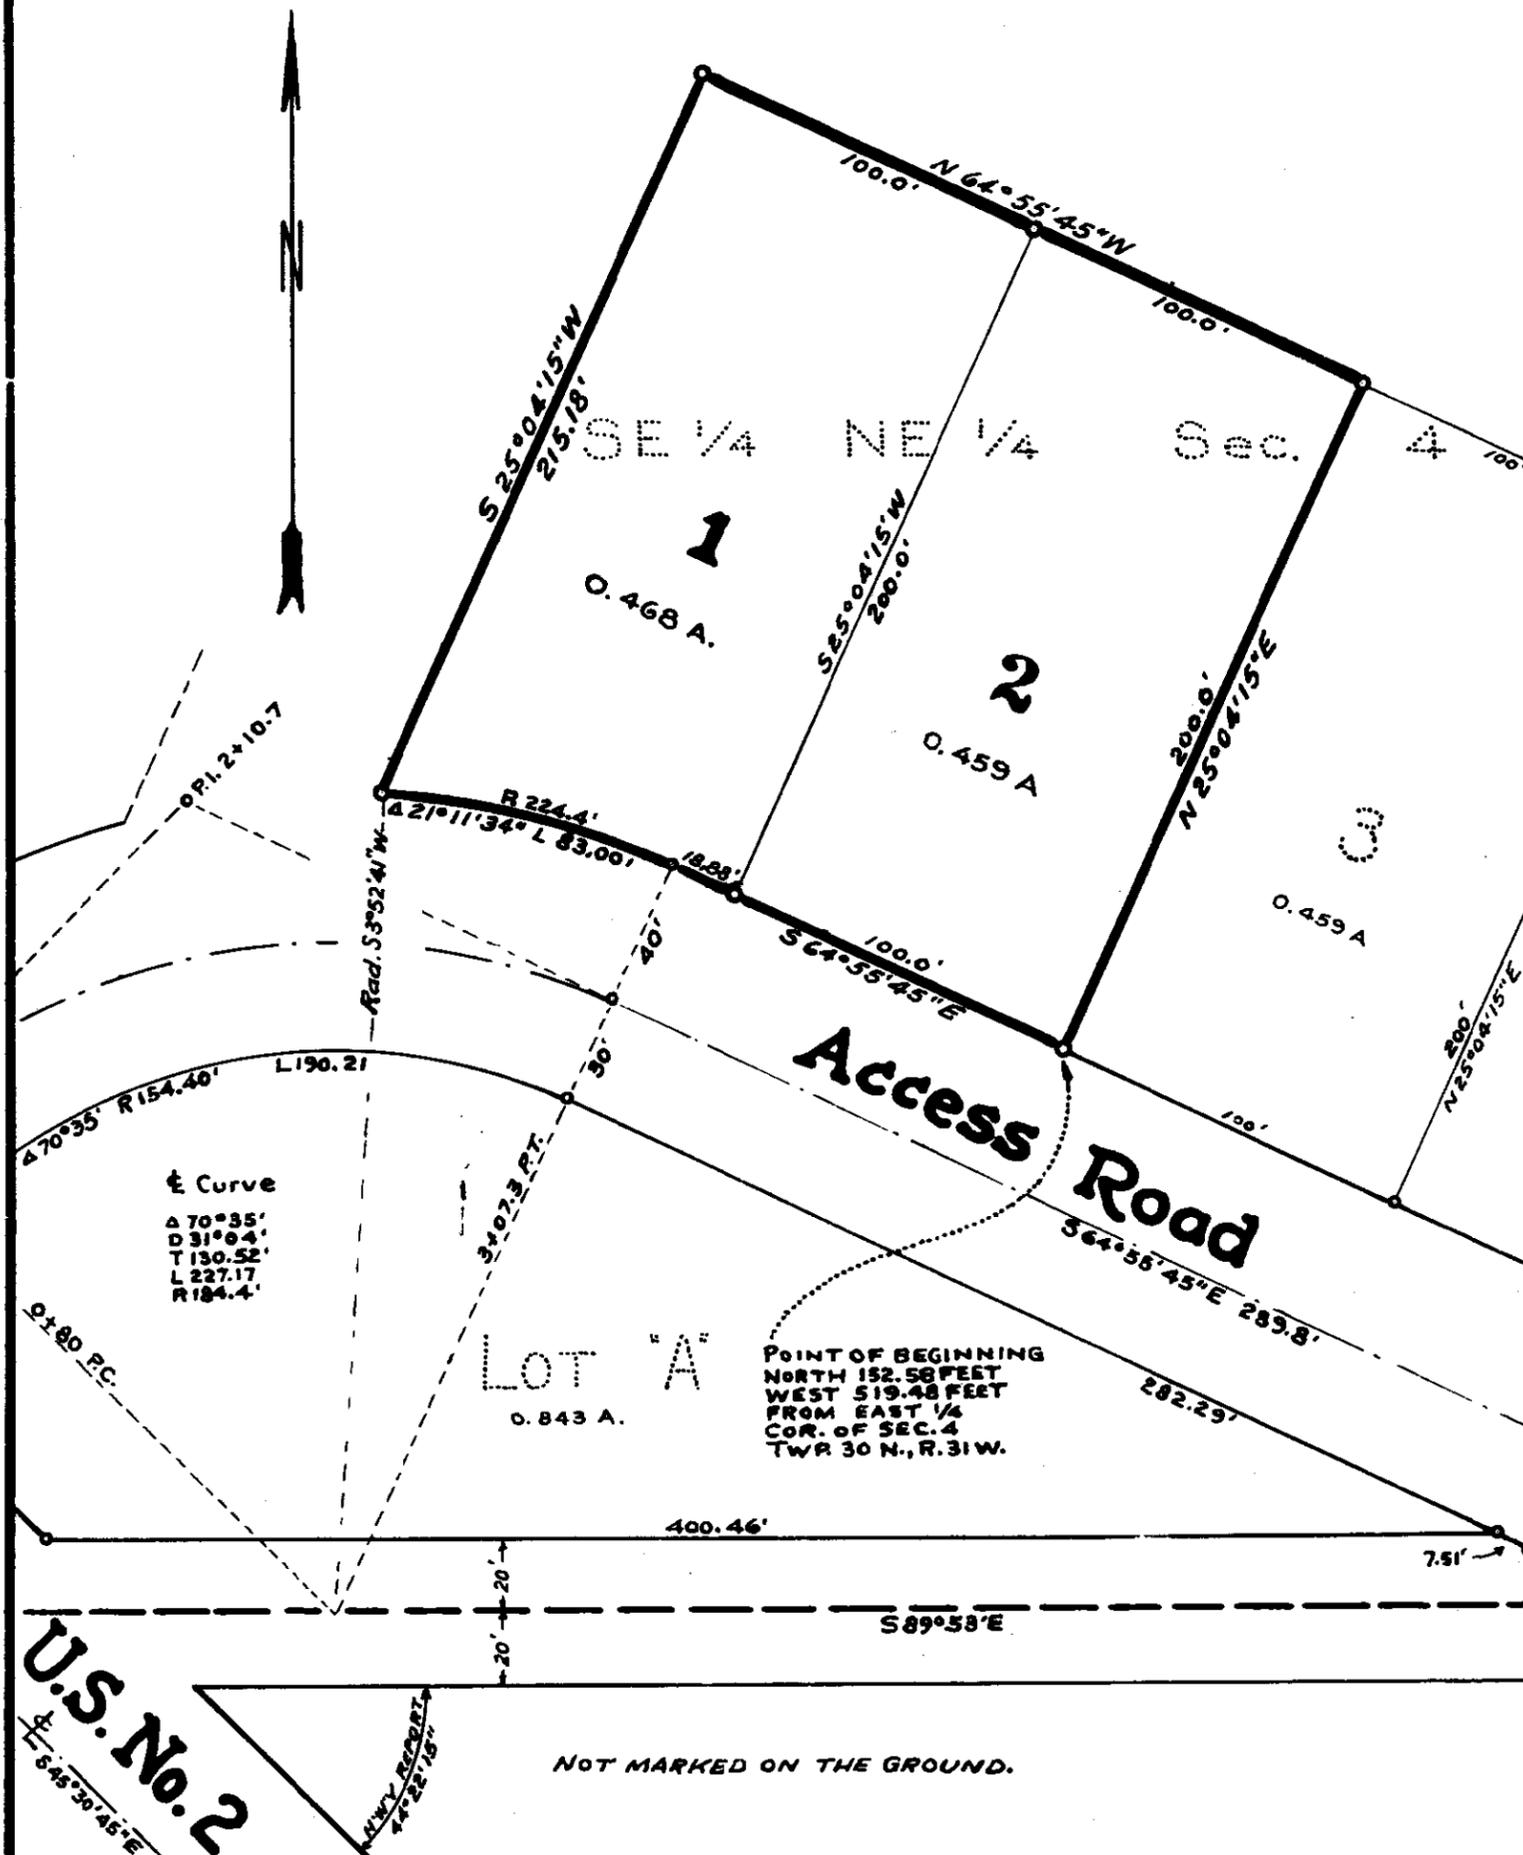 N
100.0'
N 64°55'45"W
100.0'
S 25°04'15"W
215.18'
SE 1/4 NE 1/4 Sec. 4
100'
1
0.468 A.
S25°04'15"W
200.0'
2
0.459 A
200.0'
N 25°04'15"E
3
0.459 A
P.I. 2+10.7
R 224.4'
Δ 21°11'34" L 83.00'
18.88'
Rad. S3°52'41"W
40'
100.0'
S 64°55'45"E
200'
N 25°04'15"E
Access Road
30'
L190.21
Δ70°35' R154.40'
100'
℄ Curve
Δ 70°35'
D 31°04'
T 130.52'
L 227.17
R 184.4'
3+07.3 P.T.
S64°55'45"E 289.8'
0+80 P.C.
LOT "A"
0.843 A.
POINT OF BEGINNING
NORTH 152.58 FEET
WEST 519.48 FEET
FROM EAST 1/4
COR. OF SEC. 4
TWP. 30 N., R. 31 W.
282.29'
400.46'
7.51'
20'
S89°58'E
20'
U.S. No. 2
℄ S45°30'45"E
H'W'Y REPORT
44°22'15"
NOT MARKED ON THE GROUND.